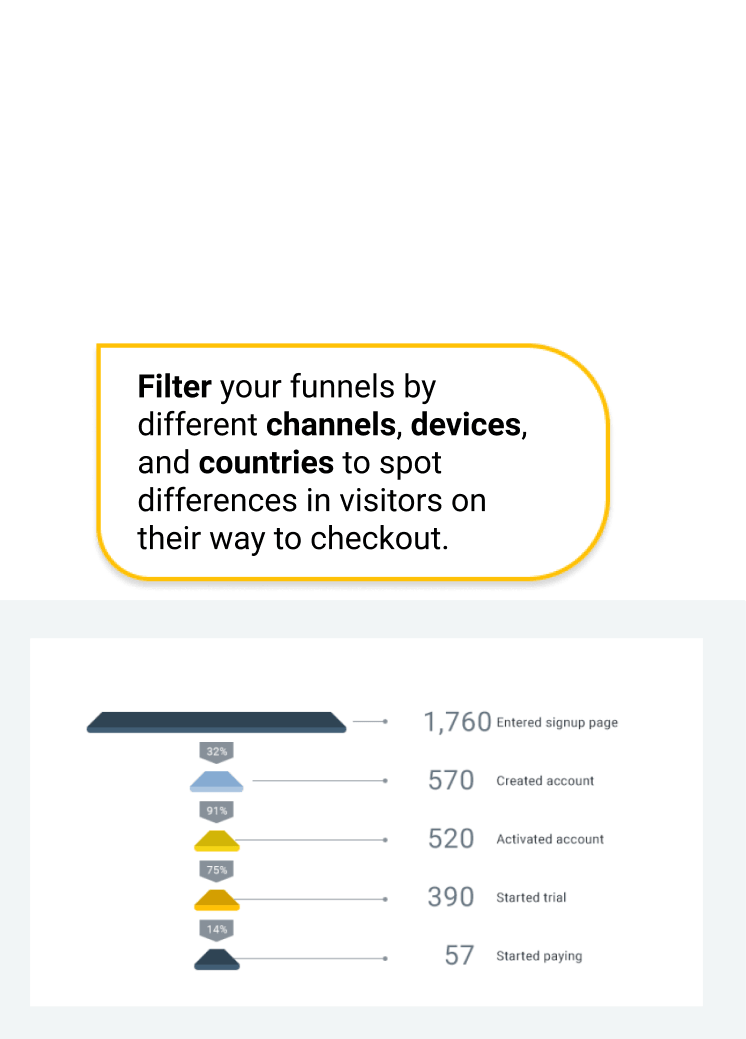 Filter your funnels by
different channels, devices,
and countries to spot
differences in visitors on
their way to checkout.
1,760 Entered signup page
32%
570 Created account
91%
520 Activated account
75%
390 Started trial
14%
57 Started paying